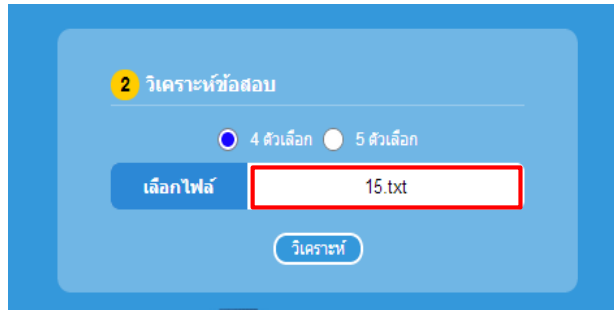 2 วิเคราะห์ข้อสอบ
4 ตัวเลือก 5 ตัวเลือก
เลือกไฟล์ 15.txt
วิเคราะห์